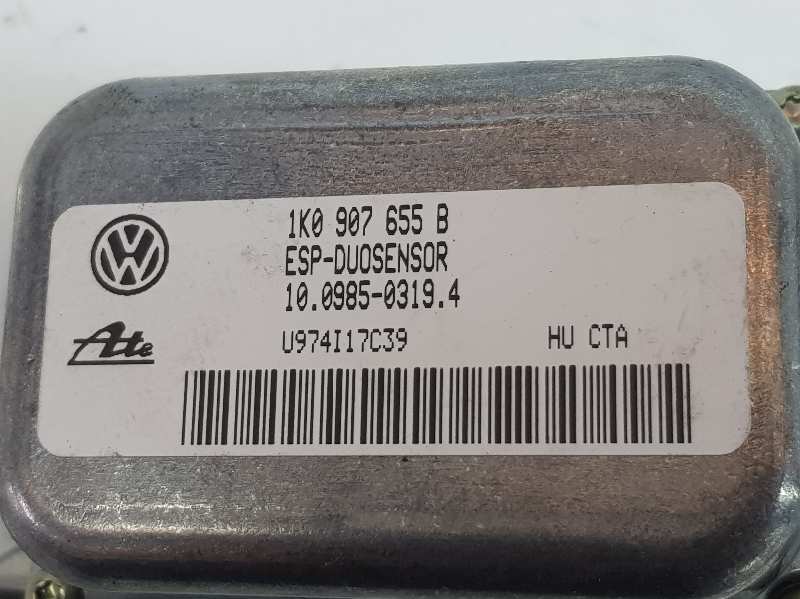 1K0 907 655 B
ESP-DUOSENSOR
10.0985-0319.4
Ate
U974I17C39 HU CTA